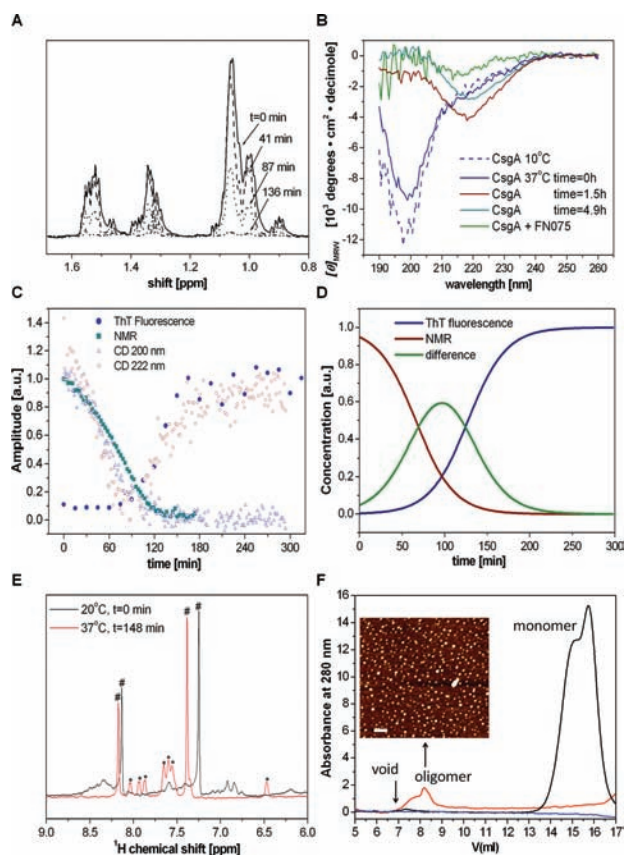 A
t=0 min
41 min
87 min
136 min
1.6 1.4 1.2 1.0 0.8
shift [ppm]
B
[θ]MRW [10³ degrees • cm² • decimole]
0
-2
-4
-6
-8
-10
-12
CsgA 10°C
CsgA 37°C time=0h
CsgA time=1.5h
CsgA time=4.9h
CsgA + FN075
190 200 210 220 230 240 250 260
wavelength [nm]
C
Amplitude [a.u.]
1.4
1.2
1.0
0.8
0.6
0.4
0.2
0.0
ThT Fluorescence
NMR
CD 200 nm
CD 222 nm
0 60 120 180 240 300
time [min]
D
Concentration [a.u.]
1.0
0.8
0.6
0.4
0.2
0.0
ThT fluorescence
NMR
difference
0 50 100 150 200 250 300
time [min]
E
20°C, t=0 min
37°C, t=148 min
# # # #
* * * * * * *
9.0 8.5 8.0 7.5 7.0 6.5 6.0
¹H chemical shift [ppm]
F
Absorbance at 280 nm
16
14
12
10
8
6
4
2
0
monomer
void
oligomer
5 6 7 8 9 10 11 12 13 14 15 16 17
V(ml)